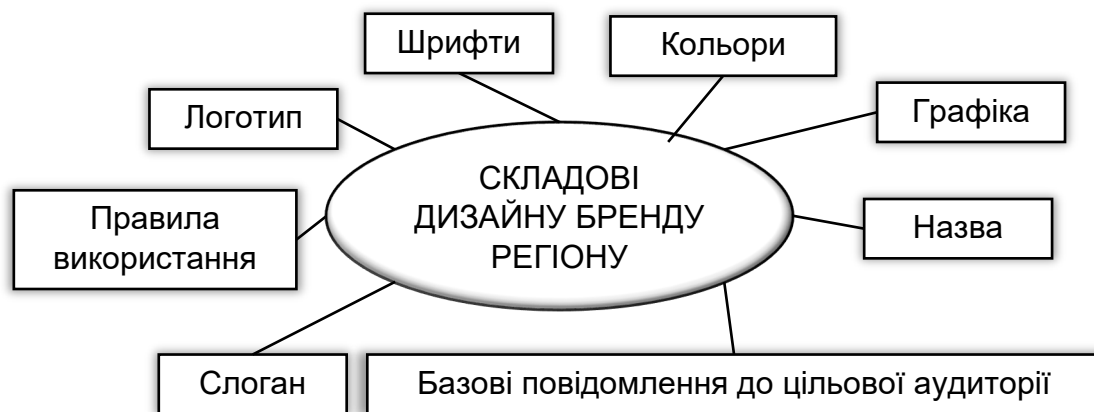 Шрифти
Кольори
Логотип
Графіка
СКЛАДОВІ
ДИЗАЙНУ БРЕНДУ
РЕГІОНУ
Правила
використання
Назва
Слоган
Базові повідомлення до цільової аудиторії